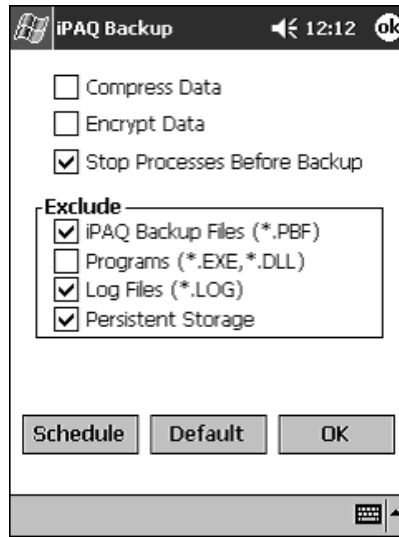 iPAQ Backup 12:12 ok
Compress Data
Encrypt Data
Stop Processes Before Backup
Exclude
iPAQ Backup Files (*.PBF)
Programs (*.EXE,*.DLL)
Log Files (*.LOG)
Persistent Storage
Schedule Default OK